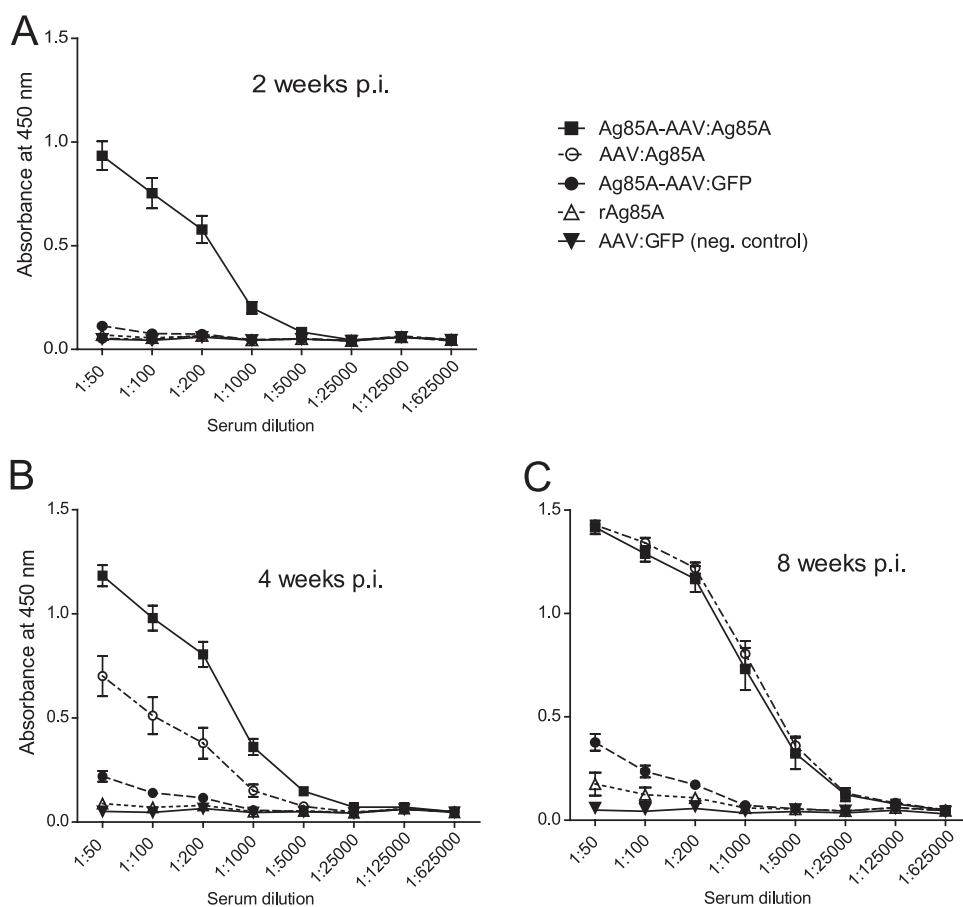 A
2 weeks p.i.
Absorbance at 450 nm
1.5
1.0
0.5
0.0
1:50
1:100
1:200
1:1000
1:5000
1:25000
1:125000
1:625000
Serum dilution
Ag85A-AAV:Ag85A
AAV:Ag85A
Ag85A-AAV:GFP
rAg85A
AAV:GFP (neg. control)
B
4 weeks p.i.
Absorbance at 450 nm
1.5
1.0
0.5
0.0
1:50
1:100
1:200
1:1000
1:5000
1:25000
1:125000
1:625000
Serum dilution
C
8 weeks p.i.
1.5
1.0
0.5
0.0
1:50
1:100
1:200
1:1000
1:5000
1:25000
1:125000
1:625000
Serum dilution